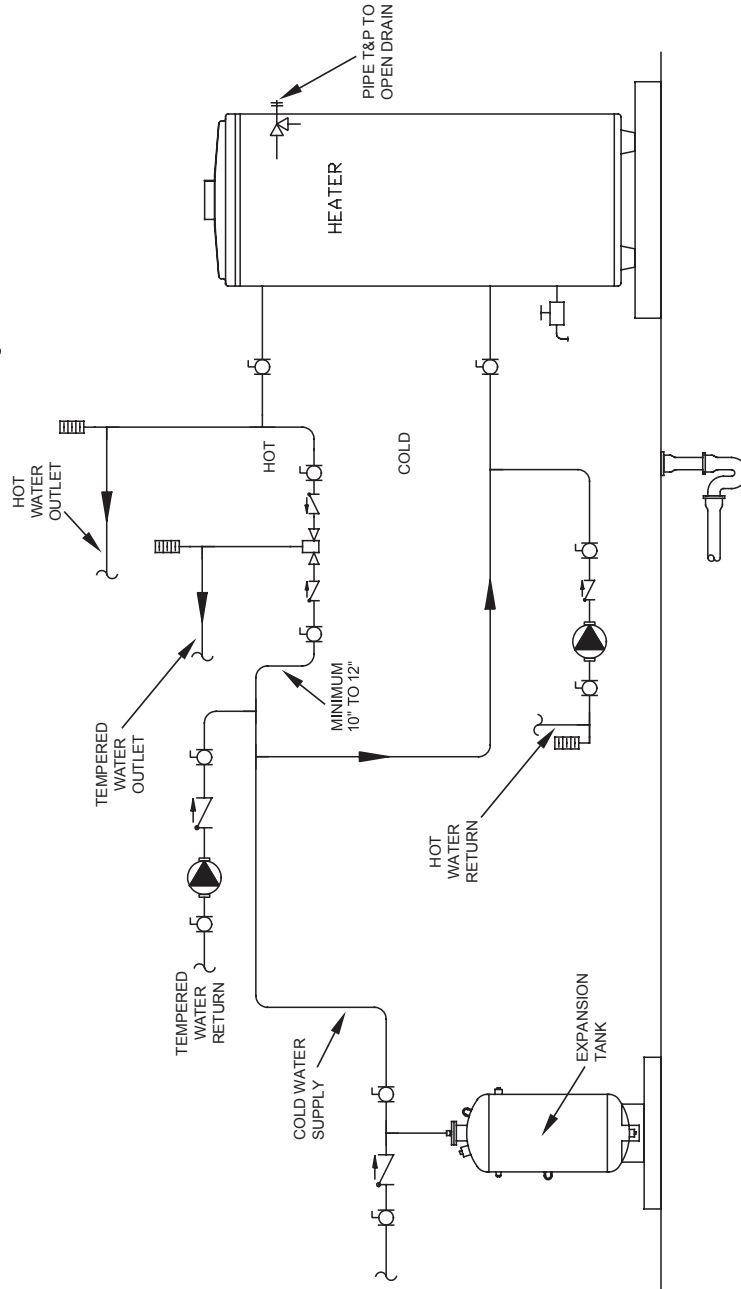 HOT
WATER
OUTLET
TEMPERED
WATER
OUTLET
TEMPERED
WATER
RETURN
COLD WATER
SUPPLY
EXPANSION
TANK
MINIMUM
10" TO 12"
HOT
COLD
HOT
WATER
RETURN
HEATER
PIPE T&P TO
OPEN DRAIN